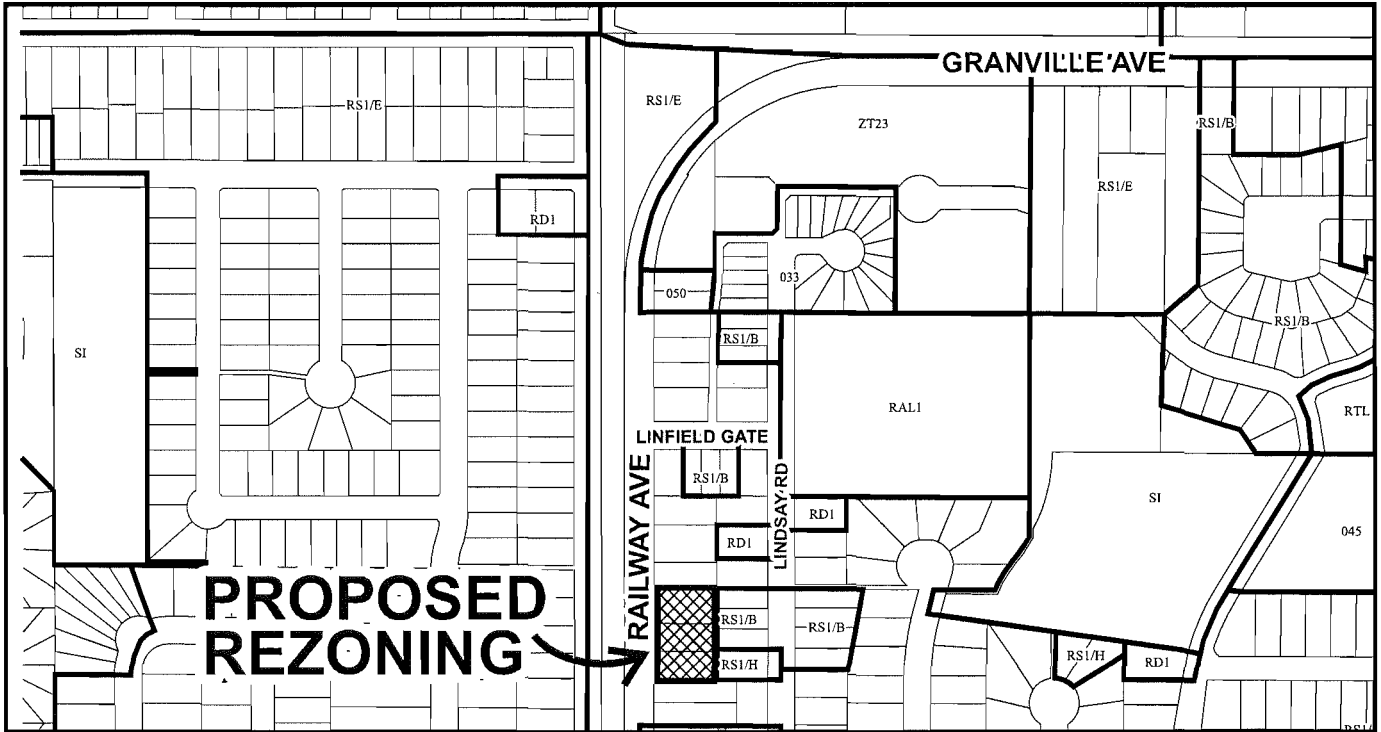 GRANVILLE AVE
RS1/E
RS1/E
ZT23
RS1/B
RS1/E
RD1
033
050
RS1/B
RS1/B
SI
RAL1
RTL
LINFIELD GATE
RS1/B
RAILWAY AVE
LINDSAY RD
SI
RD1
045
RD1
PROPOSED
REZONING
RS1/B
RS1/B
RS1/H
RS1/H
RD1